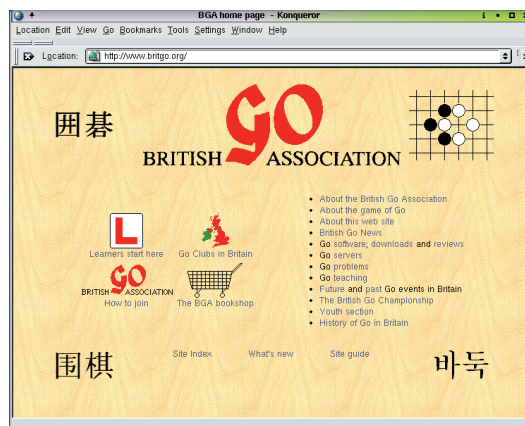 BGA home page - Konqueror
Location Edit View Go Bookmarks Tools Settings Window Help
Location: http://www.britgo.org/
囲碁
GO
BRITISH ASSOCIATION
L
Learners start here
Go Clubs in Britain
GO
BRITISH ASSOCIATION
How to join
The BGA bookshop
About the British Go Association
About the game of Go
About this web site
British Go News
Go software; downloads and reviews
Go servers
Go problems
Go teaching
Future and past Go events in Britain
The British Go Championship
Youth section
History of Go in Britain
围棋
Site Index What's new Site guide
바둑